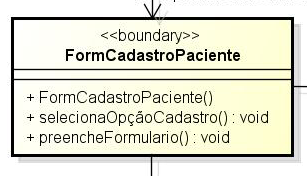 <<boundary>>
FormCadastroPaciente
+ FormCadastroPaciente()
+ selecionaOpçãoCadastro() : void
+ preencheFormulario() : void